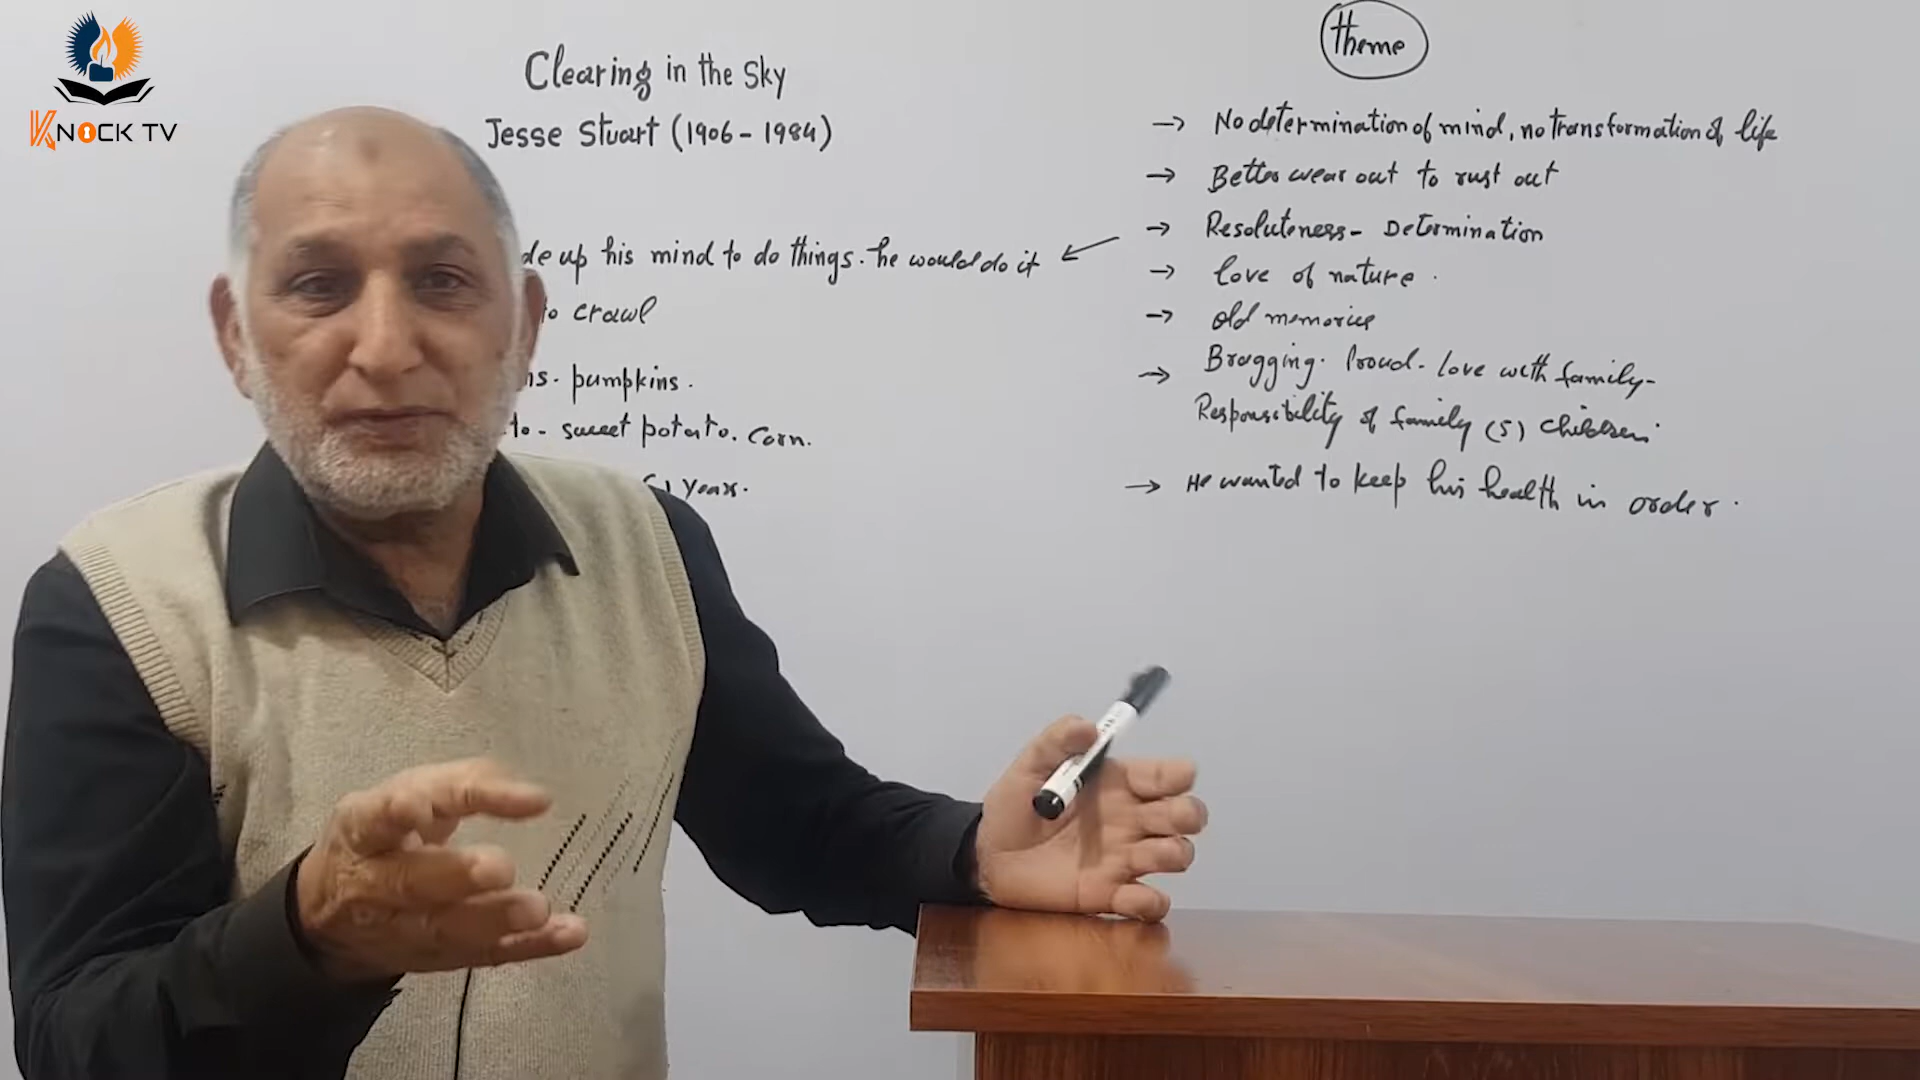 KNOCK TV
Clearing in the Sky
Jesse Stuart (1906 - 1984)
de up his mind to do things. he would do it
to crawl
ns. pumpkins.
to - sweet potato. Corn.
years.
theme
→ No determination of mind, no transformation of life
→ Better wear out to rust out
→ Resoluteness - Determination
→ love of nature.
→ old memories
→ Bragging. Proud. love with family -
Responsibility of family (5) children
→ He wanted to keep his health in order.